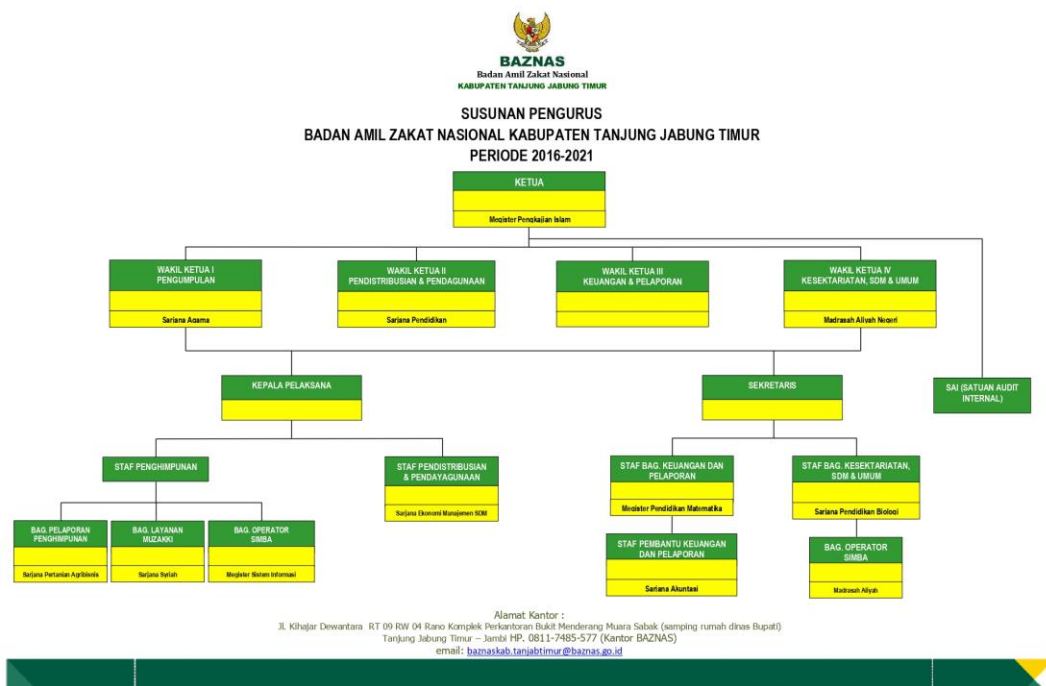 BAZNAS
Badan Amil Zakat Nasional
KABUPATEN TANJUNG JABUNG TIMUR
SUSUNAN PENGURUS
BADAN AMIL ZAKAT NASIONAL KABUPATEN TANJUNG JABUNG TIMUR
PERIODE 2016-2021
KETUA
Megister Pengkajian Islam
WAKIL KETUA I
PENGUMPULAN
Sarjana Agama
WAKIL KETUA II
PENDISTRIBUSIAN & PENDAGUNAAN
Sarjana Pendidikan
WAKIL KETUA III
KEUANGAN & PELAPORAN
WAKIL KETUA IV
KESEKTARIATAN, SDM & UMUM
Madrasah Aliyah Negeri
KEPALA PELAKSANA
SEKRETARIS
SAI (SATUAN AUDIT
INTERNAL)
STAF PENGHIMPUNAN
STAF PENDISTRIBUSIAN
& PENDAYAGUNAAN
Sarjana Ekonomi Manajemen SDM
STAF BAG. KEUANGAN DAN
PELAPORAN
Megister Pendidikan Matematika
STAF BAG. KESEKTARIATAN,
SDM & UMUM
Sarjana Pendidikan Biologi
BAG. PELAPORAN
PENGHIMPUNAN
Sarjana Pertanian Agribisnis
BAG. LAYANAN
MUZAKKI
Sarjana Syriah
BAG. OPERATOR
SIMBA
Megister Sistem Informasi
STAF PEMBANTU KEUANGAN
DAN PELAPORAN
Sarjana Akuntasi
BAG. OPERATOR
SIMBA
Madrasah Aliyah
Alamat Kantor :
Jl. Kihajar Dewantara RT 09 RW 04 Rano Komplek Perkantoran Bukit Menderang Muara Sabak (samping rumah dinas Bupati)
Tanjung Jabung Timur – Jambi HP. 0811-7485-577 (Kantor BAZNAS)
email: baznaskab.tanjabtimur@baznas.go.id